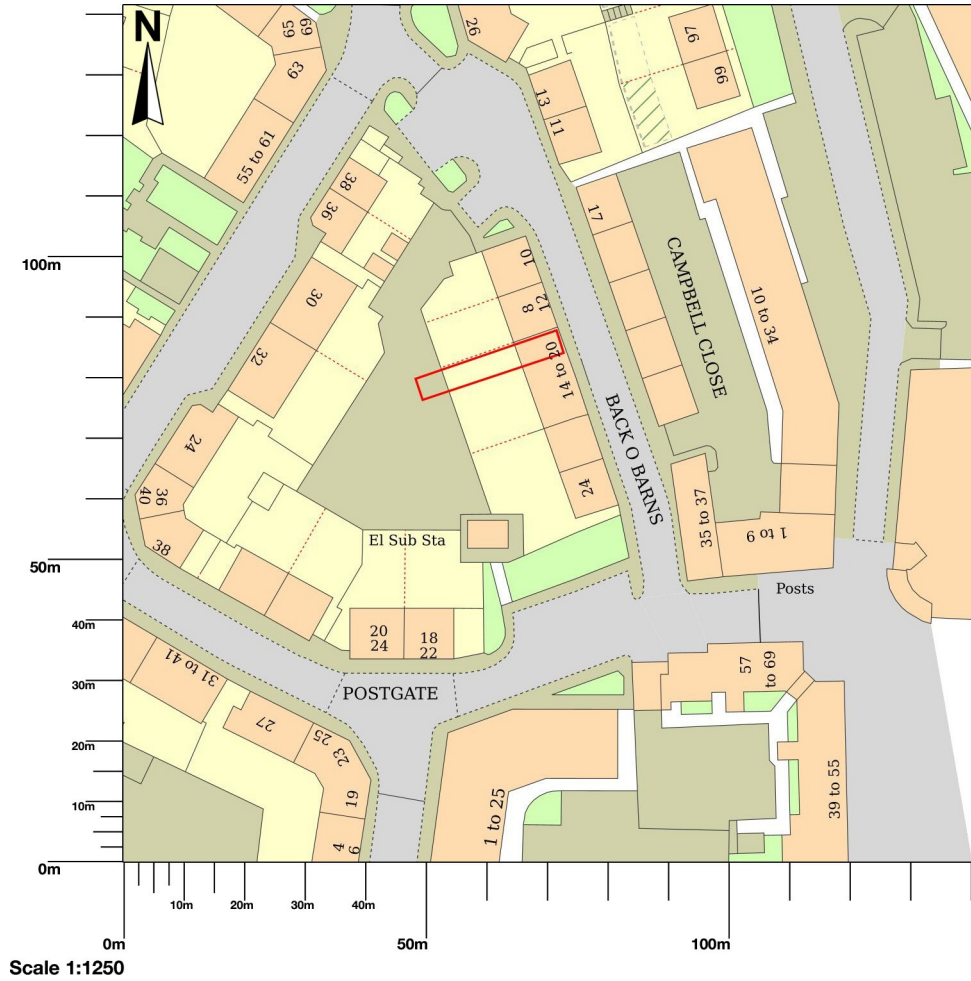 N
65
69
63
55 to 61
26
13
11
97
99
38
36
17
CAMPBELL CLOSE
10
12
8
100m
30
10 to 34
32
14 to 20
BACK O BARNS
24
24
36
40
35 to 37
38
1 to 9
El Sub Sta
50m
Posts
40m
20
24
18
22
57
to 69
31 to 41
30m
POSTGATE
27
25
23
20m
39 to 55
19
1 to 25
10m
4
6
0m
10m
20m
30m
40m
0m
50m
100m
Scale 1:1250